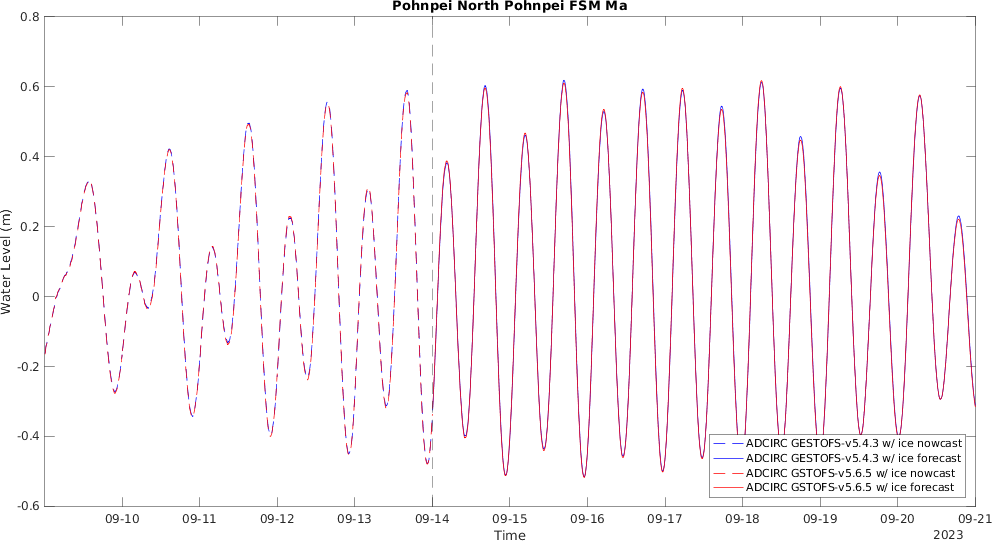 Pohnpei North Pohnpei FSM Ma
0.8
0.6
0.4
0.2
0
-0.2
-0.4
-0.6
Water Level (m)
09-10 09-11 09-12 09-13 09-14 09-15 09-16 09-17 09-18 09-19 09-20 09-21
Time
2023
ADCIRC GESTOFS-v5.4.3 w/ ice nowcast
ADCIRC GESTOFS-v5.4.3 w/ ice forecast
ADCIRC GSTOFS-v5.6.5 w/ ice nowcast
ADCIRC GSTOFS-v5.6.5 w/ ice forecast